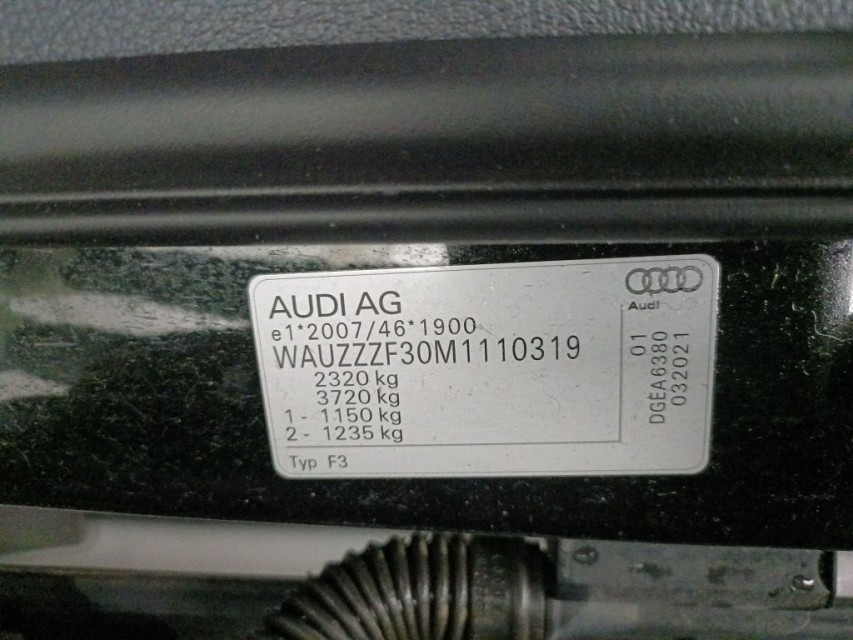 AUDI AG
e1*2007/46*1900
WAUZZZF30M1110319
2320 kg
3720 kg
1 - 1150 kg
2 - 1235 kg
Typ F3
Audi
01
DGEA6380
032021